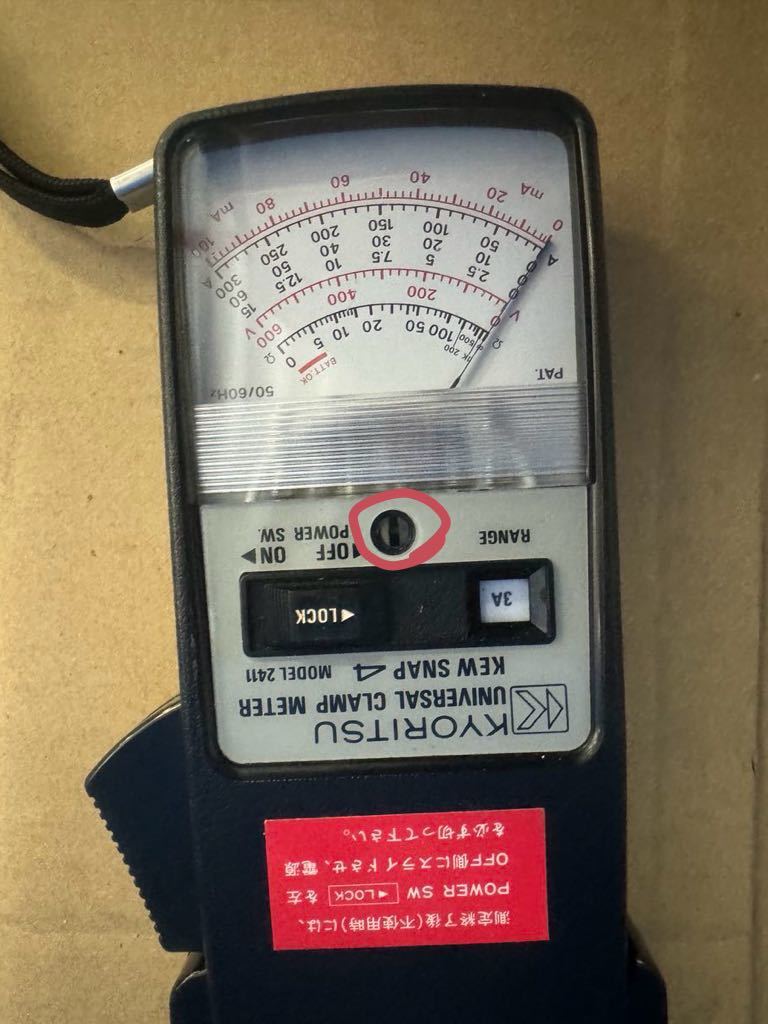 測定終了後(不使用時)には、
POWER SW ◀LOCK を左
OFF側にスライドさせ、電源
を必ず切って下さい。
KYORITSU
UNIVERSAL CLAMP METER
KEW SNAP 4 MODEL 2411
3A ◀LOCK
◀OFF ON▶
RANGE POWER SW.
PAT. 50/60Hz
BATT.OK
Ω 500 200 100 50 20 10 5 0 Ω
V 0 200 400 600 V
2.5 5 7.5 10 12.5 15
10 20 30 40 50 60
A 0 50 100 150 200 250 300 A
0 20 40 60 80 100
mA mA